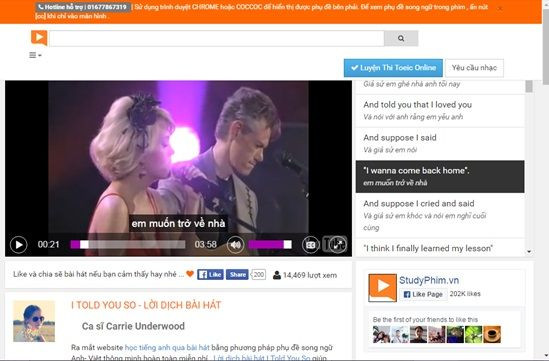 Hotline hỗ trợ | 01677867319 [ Sử dụng trình duyệt CHROME hoặc COCCOC để hiển thị được phụ đề bên phải. Để xem phụ đề song ngữ trong phim , ấn nút
[cc] khi chỉ vào màn hình .
Luyện Thi Toeic Online
Yêu cầu nhạc
Giả sử em ghé nhà anh tối nay
And told you that I loved you
Và nói với anh rằng em yêu anh
And suppose I said
Và giả sử em nói
"I wanna come back home".
em muốn trở về nhà
And suppose I cried and said
Và giả sử em khóc và nói em nghĩ cuối
cùng
"I think I finally learned my lesson"
em muốn trở về nhà
00:21
03:58
Like và chia sẽ bài hát nếu bạn cảm thấy hay nhé ...
Like
Share
200
14,469 lượt xem
I TOLD YOU SO - LỜI DỊCH BÀI HÁT
Ca sĩ Carrie Underwood
Ra mắt website học tiếng anh qua bài hát bằng phương pháp phụ đề song ngữ
Anh-Việt thông minh hoàn toàn miễn phí. Lời dịch bài hát I Told You So giúp
StudyPhim.vn
Like Page
202K likes
Be the first of your friends to like this